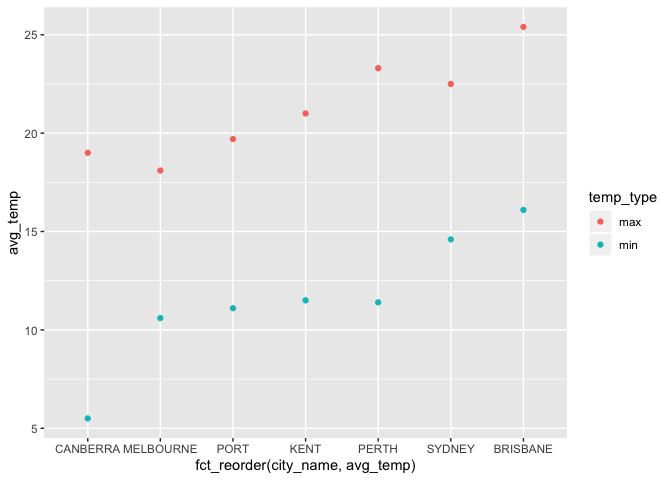 25
20
15
10
5
avg_temp
CANBERRA MELBOURNE PORT KENT PERTH SYDNEY BRISBANE
fct_reorder(city_name, avg_temp)
temp_type
max
min